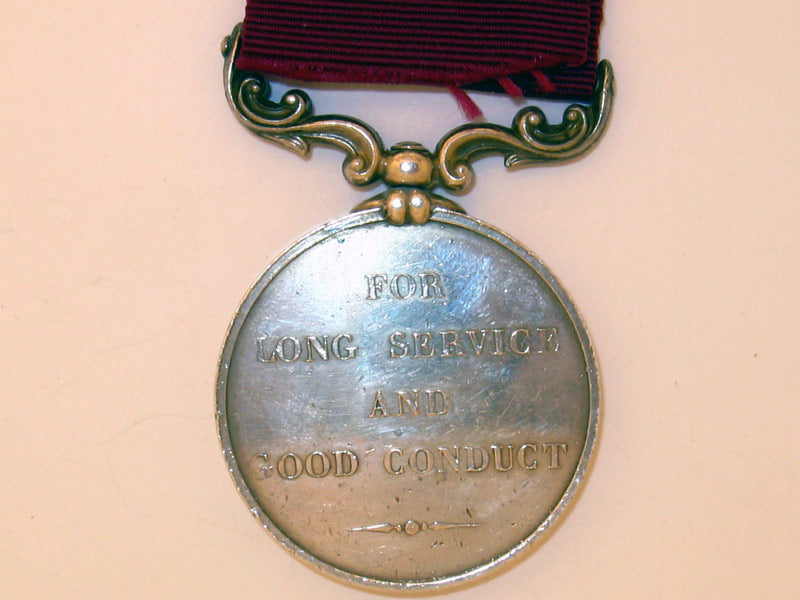 FOR
LONG SERVICE
AND
GOOD CONDUCT